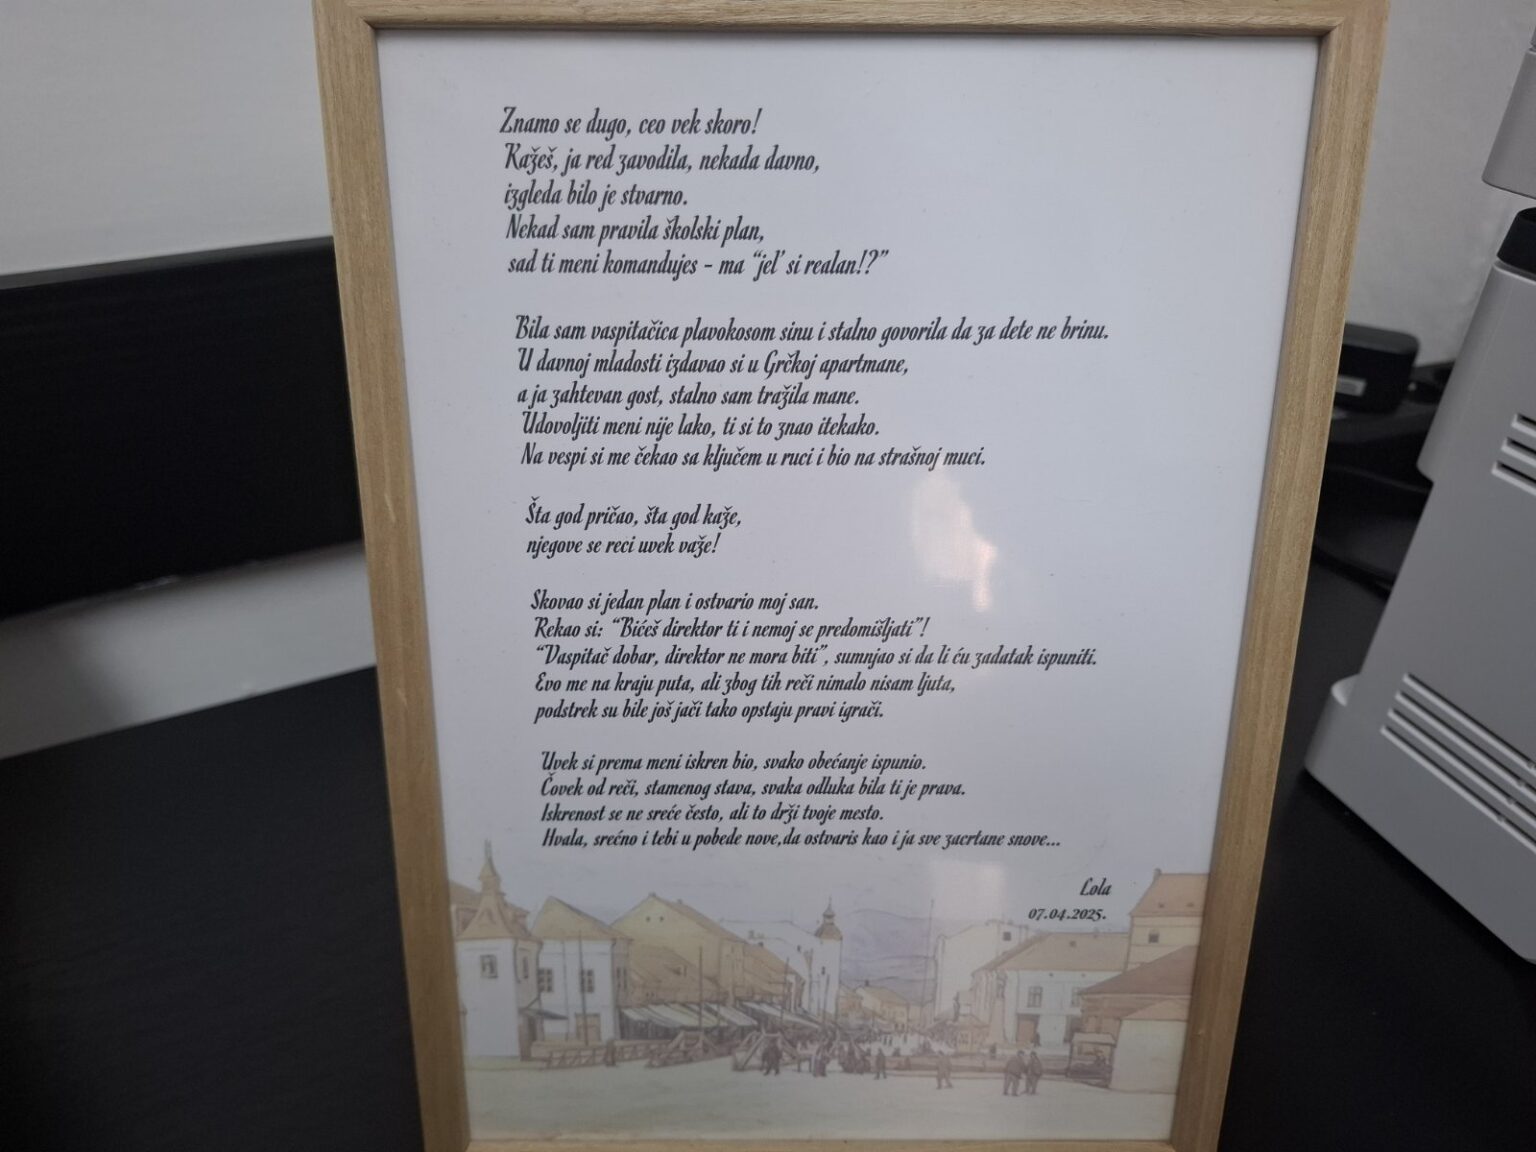 Znamo se dugo, ceo vek skoro!
Kažeš, ja red zavodila, nekada davno,
izgleda bilo je stvarno.
Nekad sam pravila školski plan,
sad ti meni komandujes - ma “jel’ si realan!?”
Bila sam vaspitačica plavokosom sinu i stalno govorila da za dete ne brinu.
U davnoj mladosti izdavao si u Grčkoj apartmane,
a ja zahtevan gost, stalno sam tražila mane.
Udovoljiti meni nije lako, ti si to znao itekako.
Na vespi si me čekao sa ključem u ruci i bio na strašnoj muci.
Šta god pričao, šta god kaže,
njegove se reci uvek važe!
Skovao si jedan plan i ostvario moj san.
Rekao si: “Bićeš direktor ti i nemoj se predomišljati”!
“Vaspitač dobar, direktor ne mora biti”, sumnjao si da li ću zadatak ispuniti.
Evo me na kraju puta, ali zbog tih reči nimalo nisam ljuta,
podstrek su bile još jači tako opstaju pravi igrači.
Uvek si prema meni iskren bio, svako obećanje ispunio.
Čovek od reči, stamenog stava, svaka odluka bila ti je prava.
Iskrenost se ne sreće često, ali to drži tvoje mesto.
Hvala, srećno i tebi u pobede nove,da ostvaris kao i ja sve zacrtane snove...
Lola
07.04.2025.